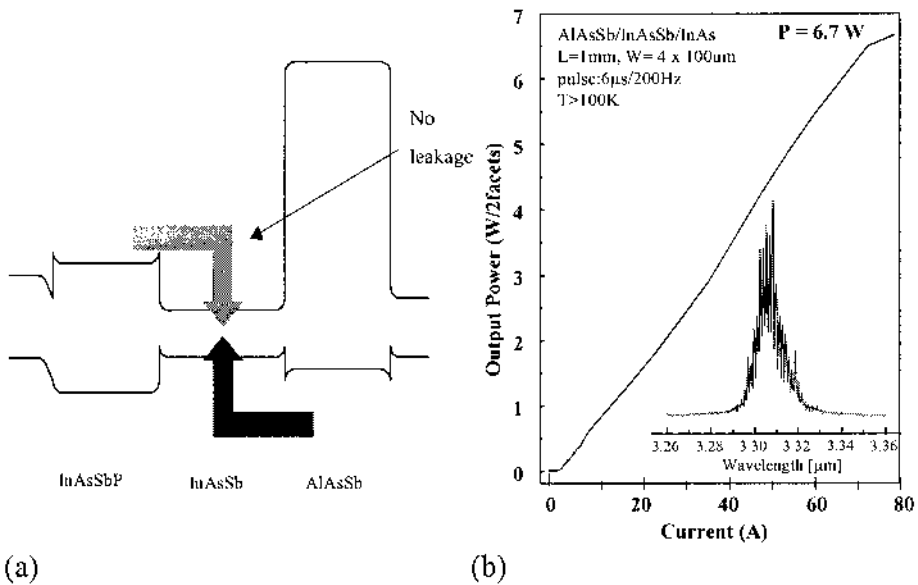 No
leakage
InAsSbP
InAsSb
AlAsSb
(a)
7
6
5
4
3
2
1
0
Output Power (W/2facets)
AlAsSb/InAsSb/InAs
P = 6.7 W
L=1mm, W= 4 x 100um
pulse:6μs/200Hz
T>100K
3.26 3.28 3.30 3.32 3.34 3.36
Wavelength [μm]
0 20 40 60 80
Current (A)
(b)